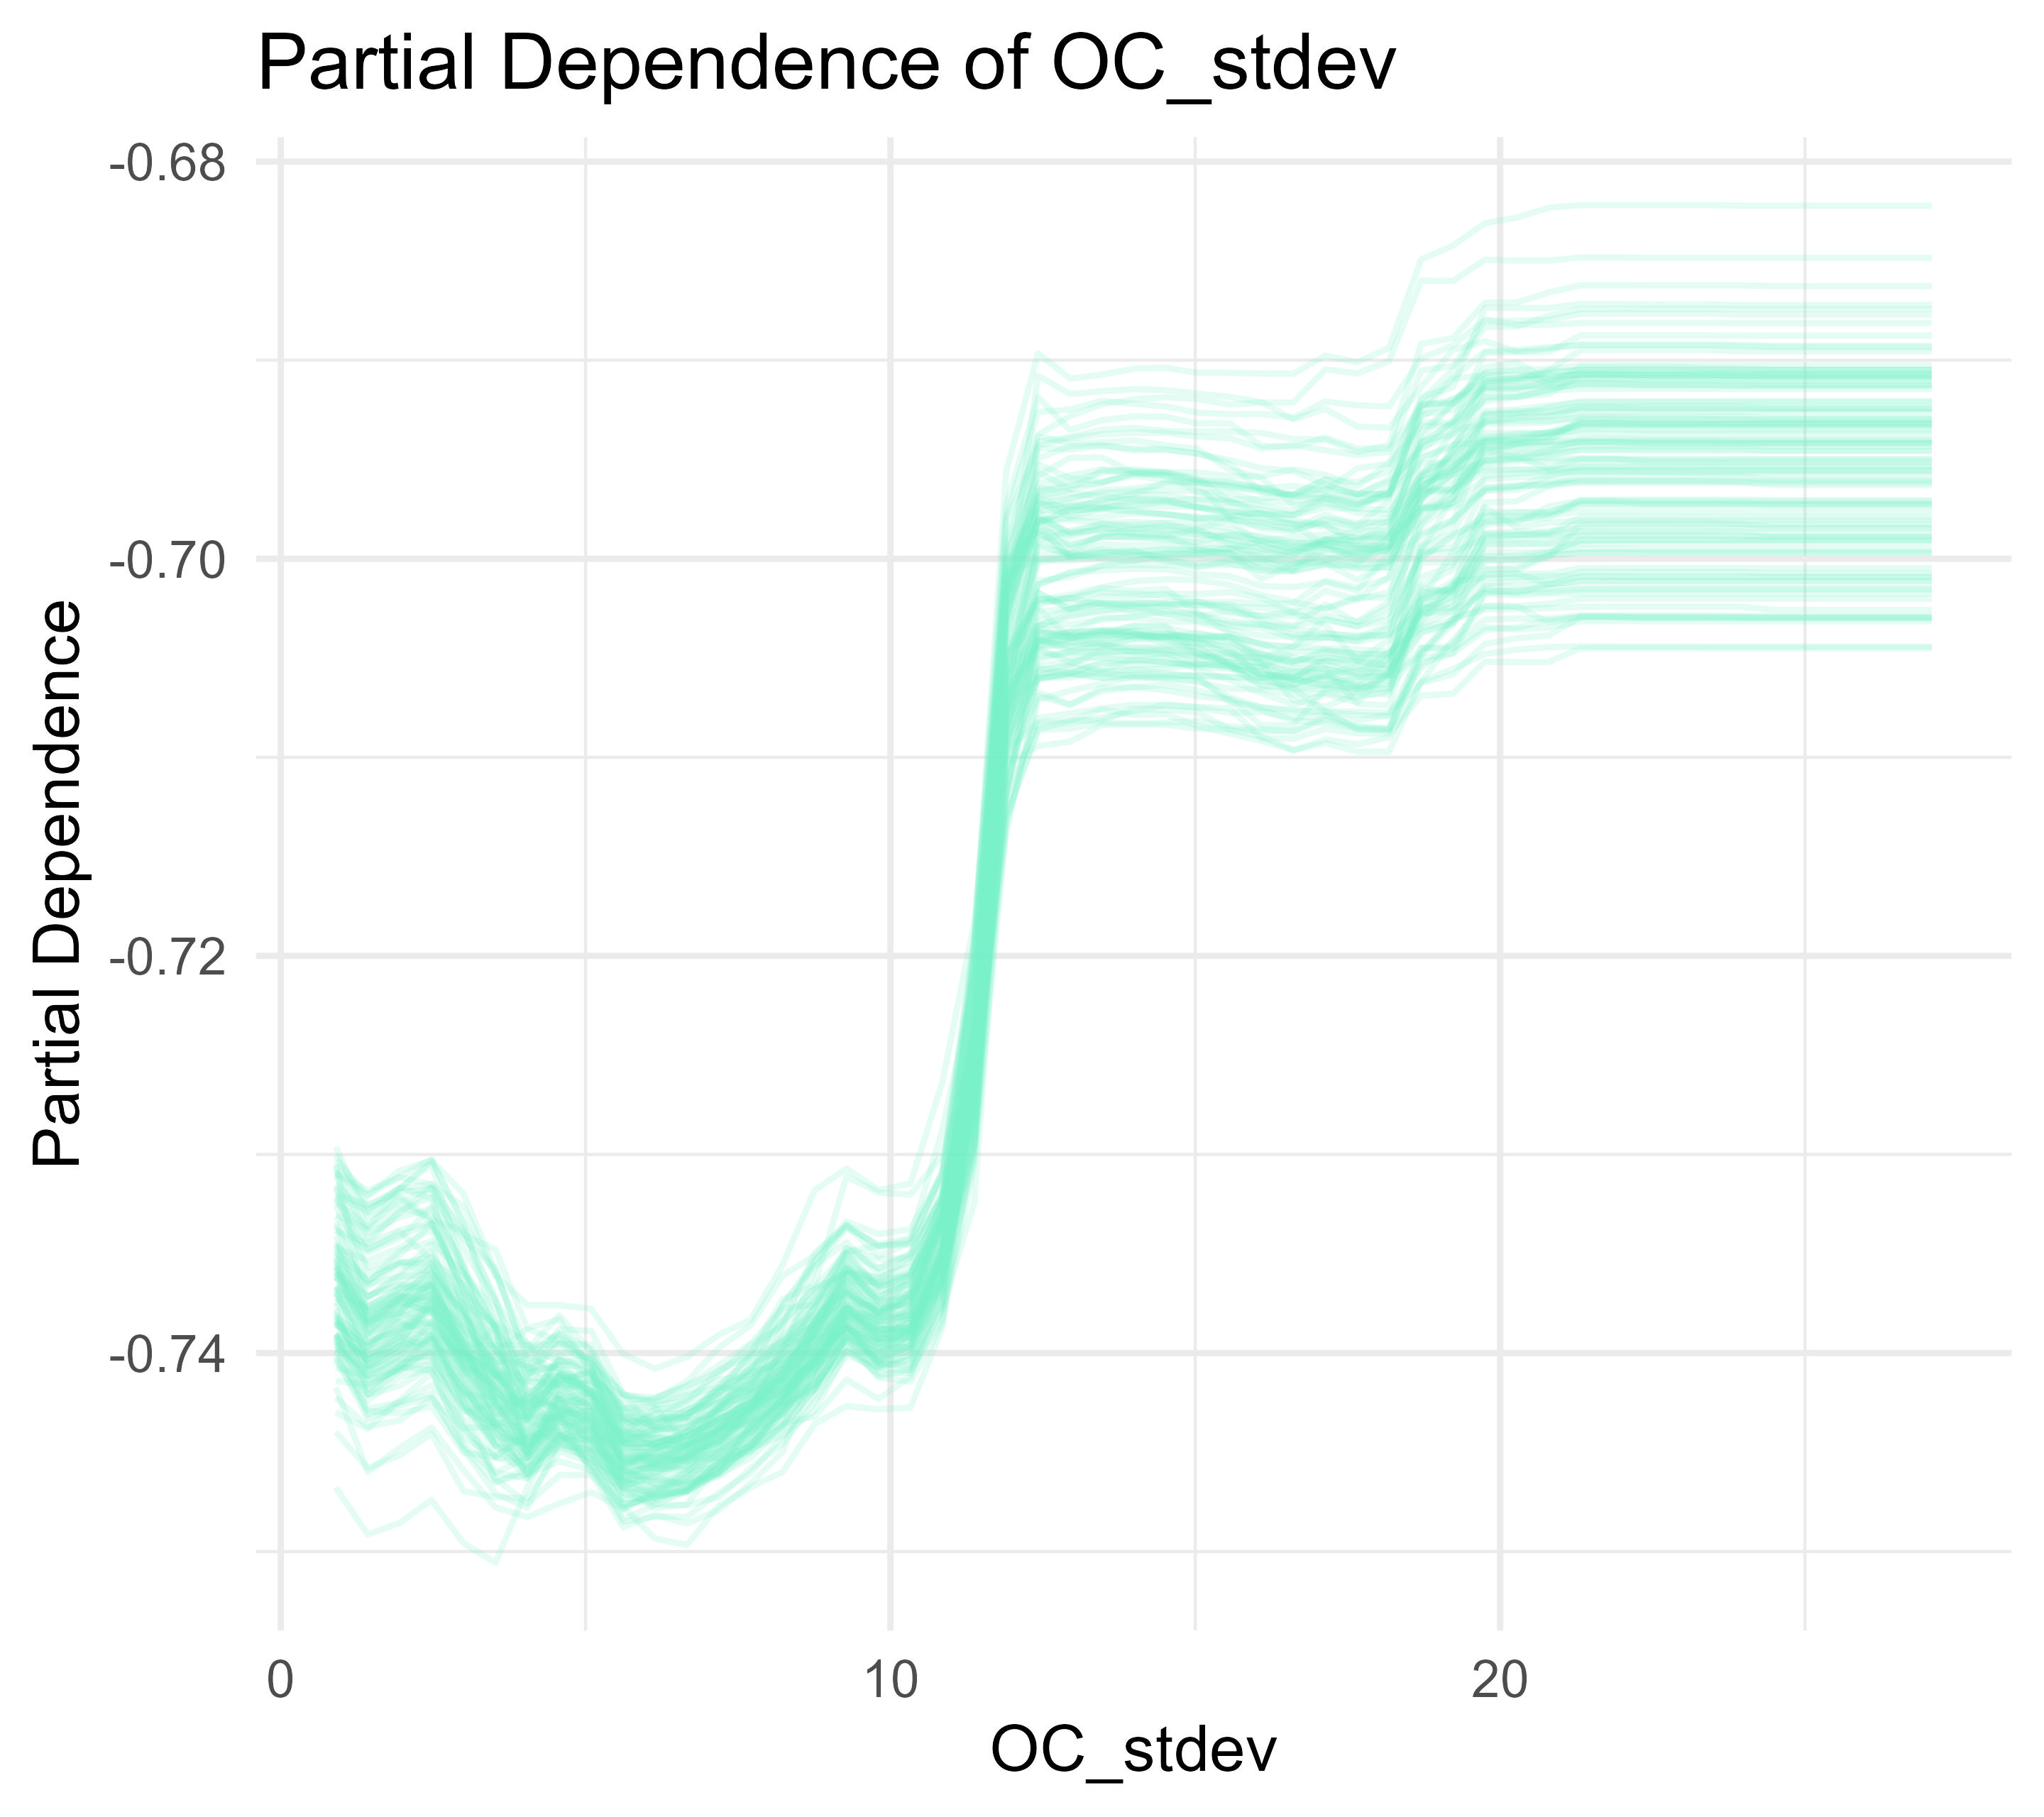 Partial Dependence of OC_stdev
-0.68
-0.70
-0.72
-0.74
Partial Dependence
0
10
20
OC_stdev